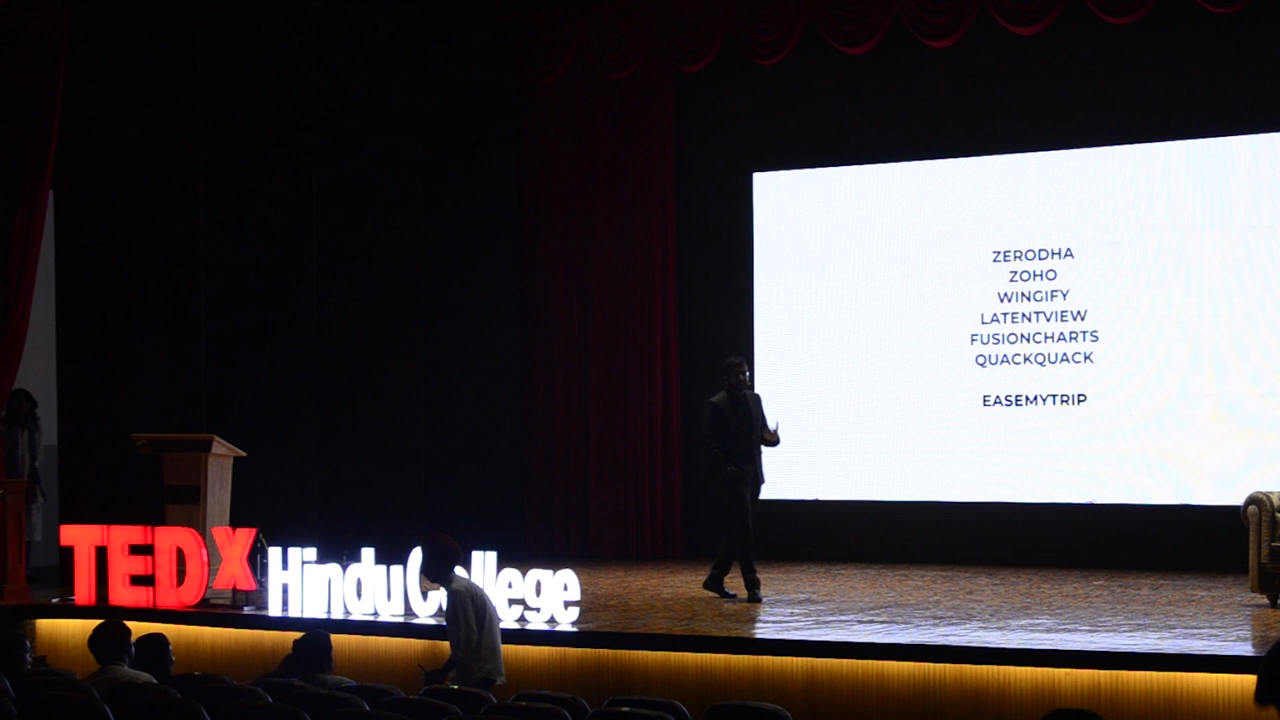 ZERODHA
ZOHO
WINGIFY
LATENTVIEW
FUSIONCHARTS
QUACKQUACK
EASEMYTRIP
TEDx
HinduCollege